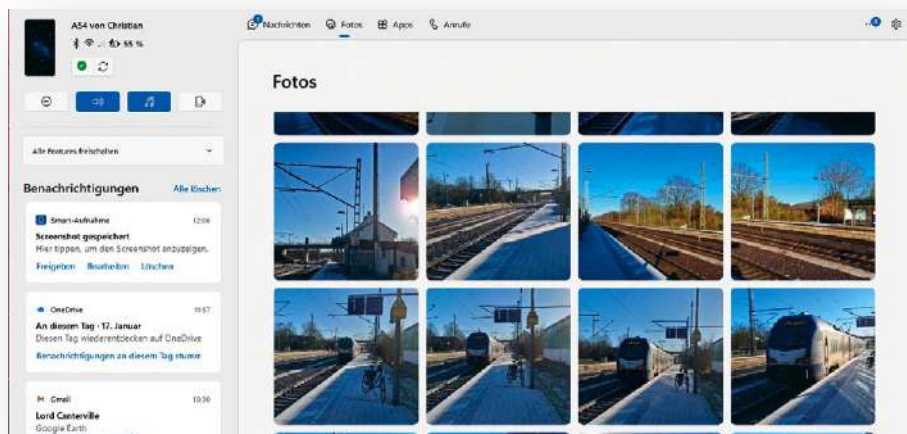 A54 von Christian
55 %
Nachrichten
Fotos
Apps
Anrufe
Fotos
Alle Features freischalten
Benachrichtigungen
Alle löschen
Smart-Aufnahme 12:06
Screenshot gespeichert
Hier tippen, um den Screenshot anzuzeigen.
Freigeben Bearbeiten Löschen
OneDrive
An diesem Tag · 17. Januar
Diesen Tag wiederentdecken auf OneDrive
Benachrichtigungen an diesem Tag stumm
Gmail 10:30
Lord Canterville
Google Earth